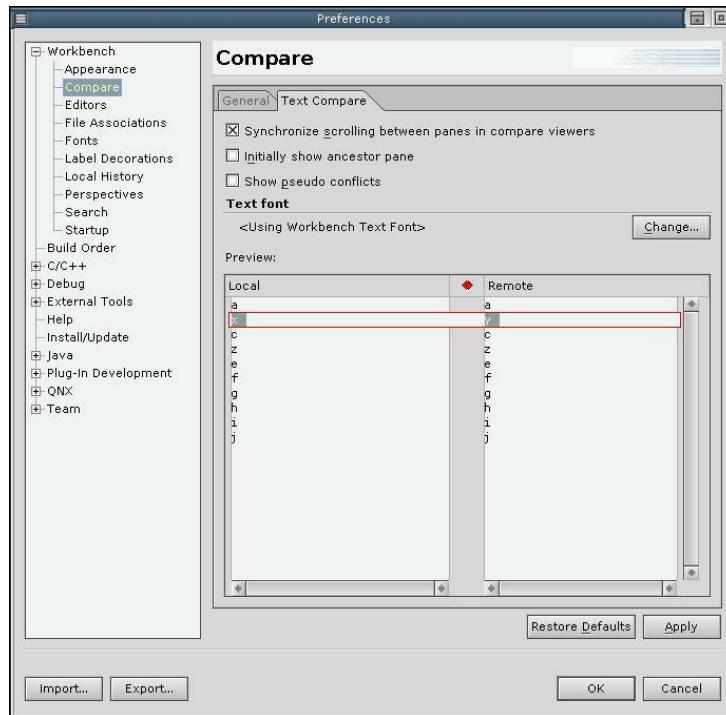 Preferences
Workbench
Appearance
Compare
Editors
File Associations
Fonts
Label Decorations
Local History
Perspectives
Search
Startup
Build Order
C/C++
Debug
External Tools
Help
Install/Update
Java
Plug-In Development
QNX
Team
Compare
General Text Compare
Synchronize scrolling between panes in compare viewers
Initially show ancestor pane
Show pseudo conflicts
Text font
<Using Workbench Text Font> Change...
Preview:
Local Remote
a a
x y
c c
z z
e e
f f
g g
h h
i i
j j
Restore Defaults Apply
Import... Export... OK Cancel